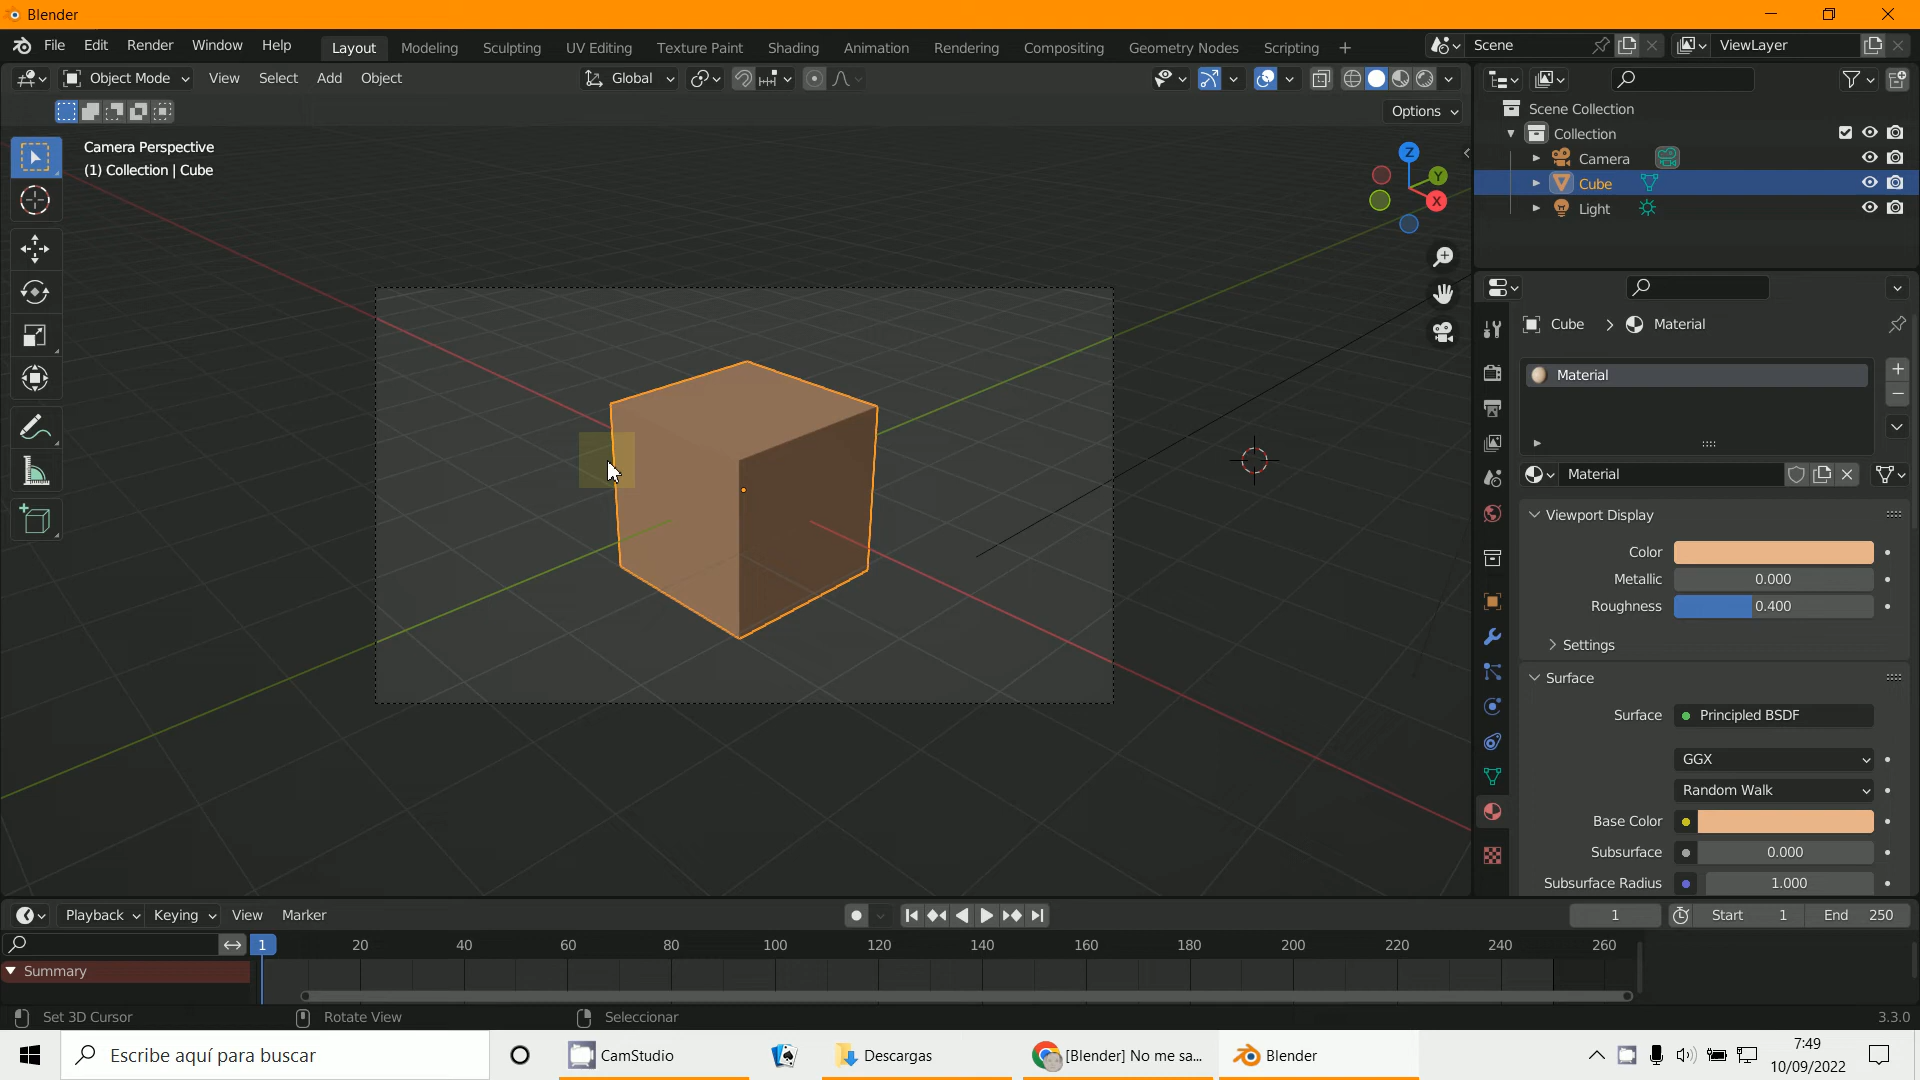 Blender
File Edit Render Window Help Layout Modeling Sculpting UV Editing Texture Paint Shading Animation Rendering Compositing Geometry Nodes Scripting + Scene ViewLayer
Object Mode View Select Add Object Global
Options
Camera Perspective
(1) Collection | Cube
Z
Y
X
Scene Collection
Collection
Camera
Cube
Light
Cube > Material
Material
Material
Viewport Display
Color
Metallic 0.000
Roughness 0.400
Settings
Surface
Surface Principled BSDF
GGX
Random Walk
Base Color
Subsurface 0.000
Subsurface Radius 1.000
Playback Keying View Marker 1 Start 1 End 250
1 20 40 60 80 100 120 140 160 180 200 220 240 260
Summary
Set 3D Cursor Rotate View Seleccionar 3.3.0
Escribe aquí para buscar CamStudio Descargas [Blender] No me sa... Blender
7:49
10/09/2022